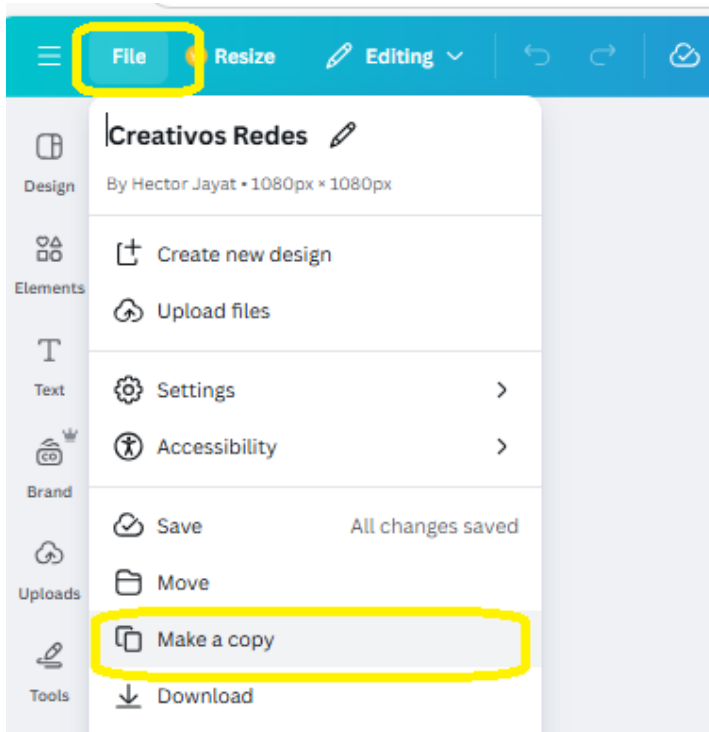 File Resize Editing
Creativos Redes
By Hector Jayat • 1080px × 1080px
Design
Create new design
Elements
Upload files
Text
Settings
Accessibility
Brand
Save All changes saved
Uploads
Move
Make a copy
Tools
Download